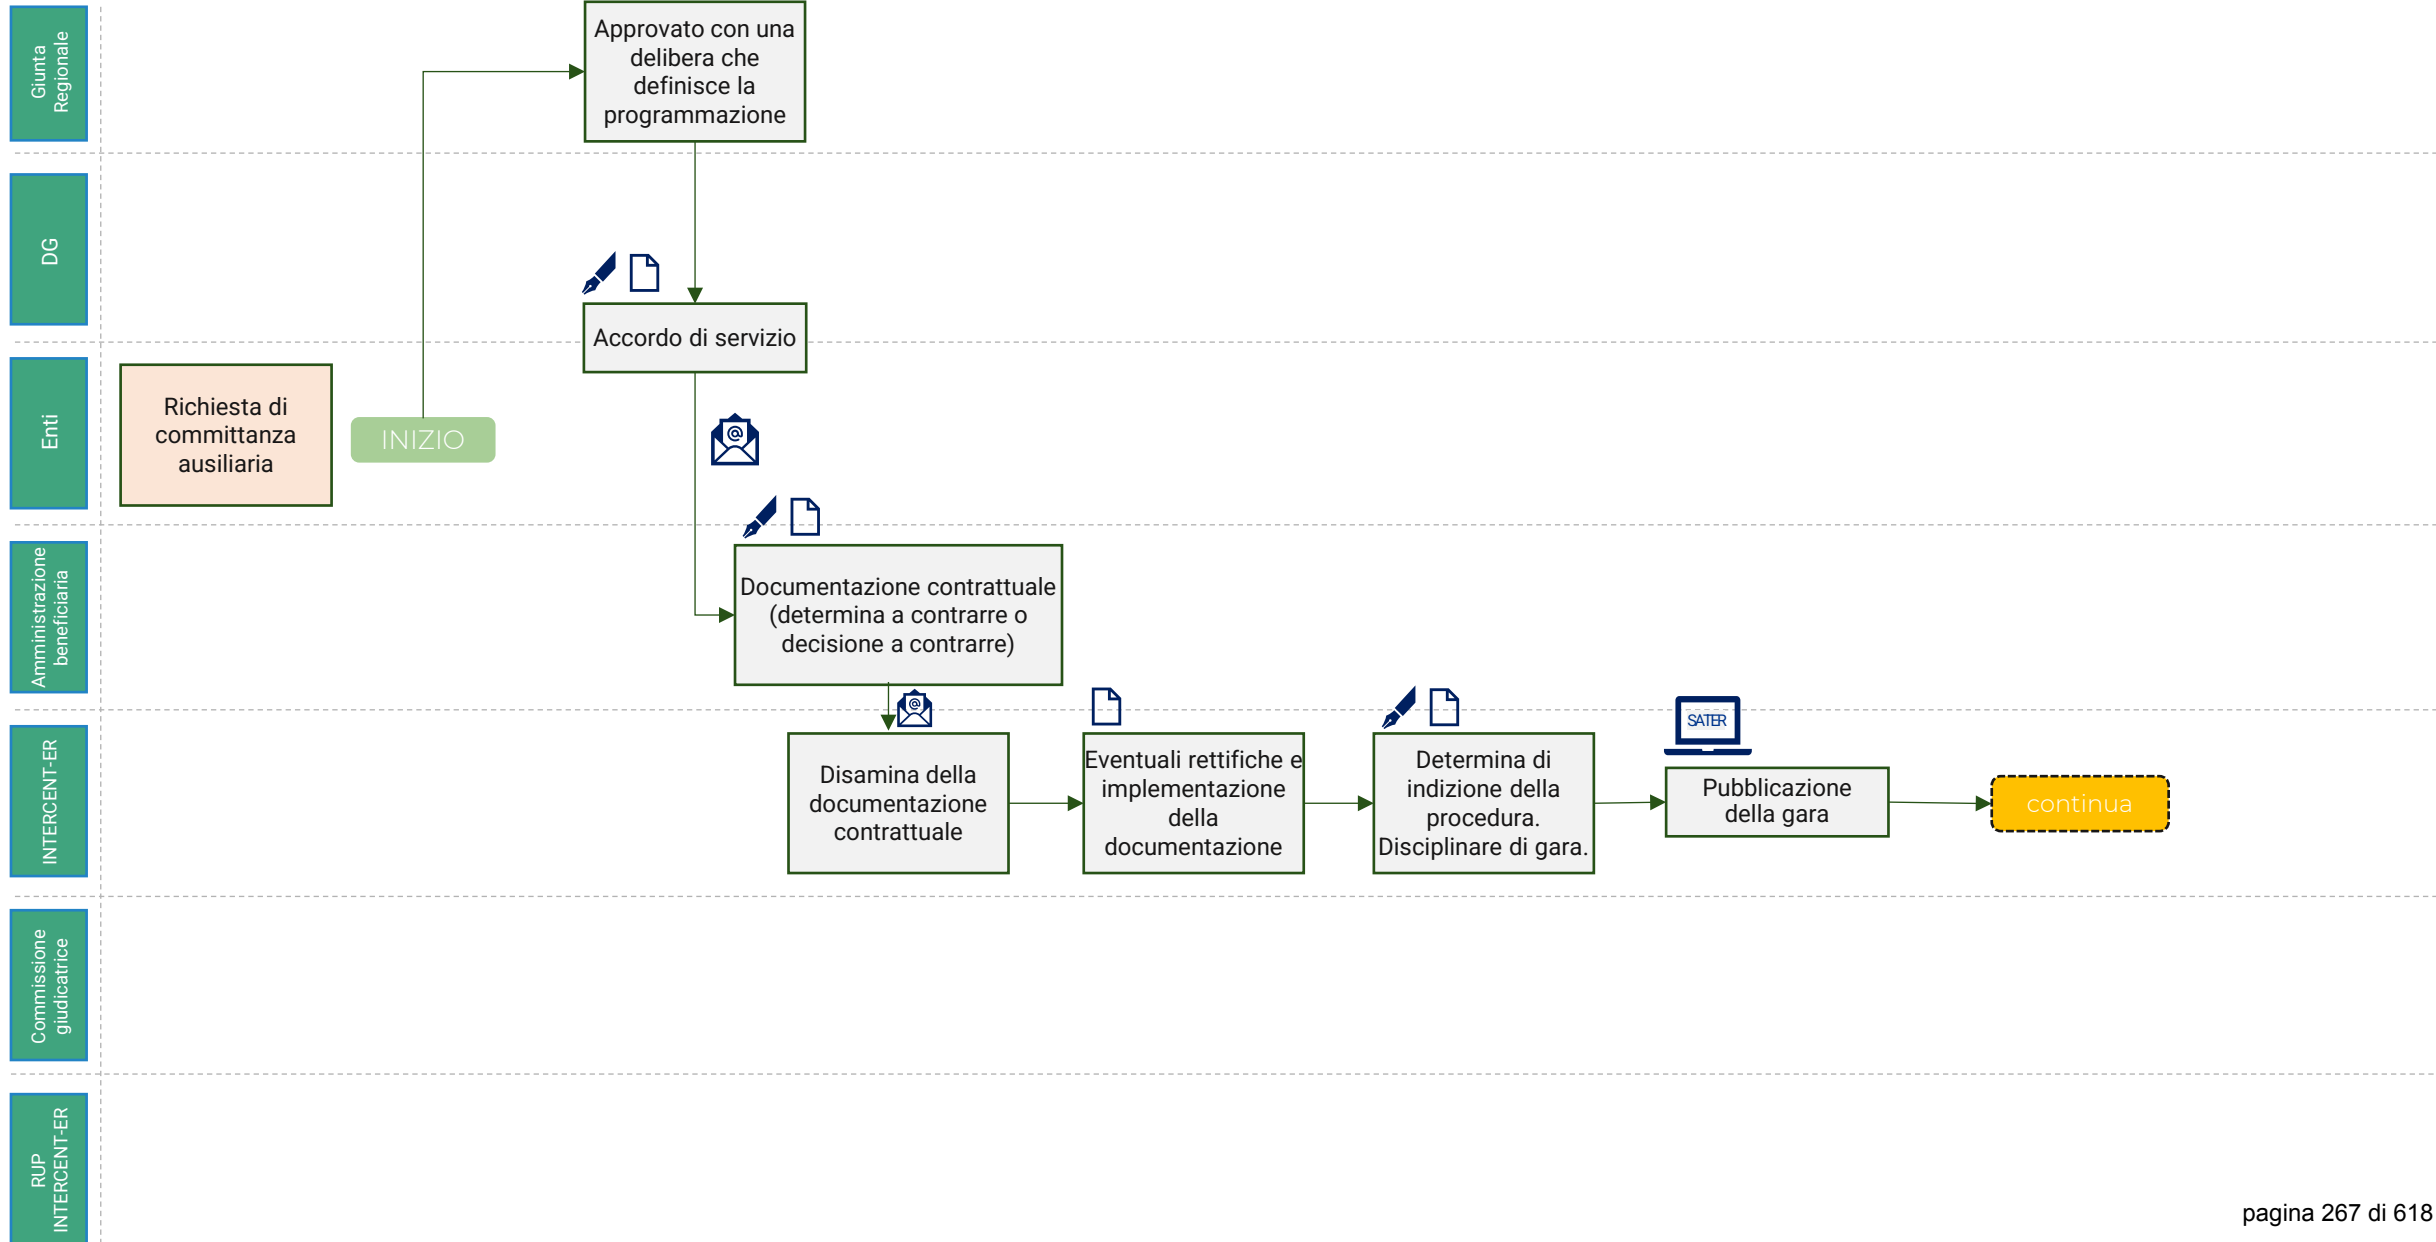 Giunta
Regionale
Approvato con una
delibera che
definisce la
programmazione
DG
Accordo di servizio
Enti
Richiesta di
committanza
ausiliaria
INIZIO
@
Amministrazione
beneficiaria
Documentazione contrattuale
(determina a contrarre o
decisione a contrarre)
@
INTERCENT-ER
Disamina della
documentazione
contrattuale
Eventuali rettifiche e
implementazione
della
documentazione
Determina di
indizione della
procedura.
Disciplinare di gara.
SATER
Pubblicazione
della gara
continua
Commissione
giudicatrice
RUP
INTERCENT-ER
pagina 267 di 618